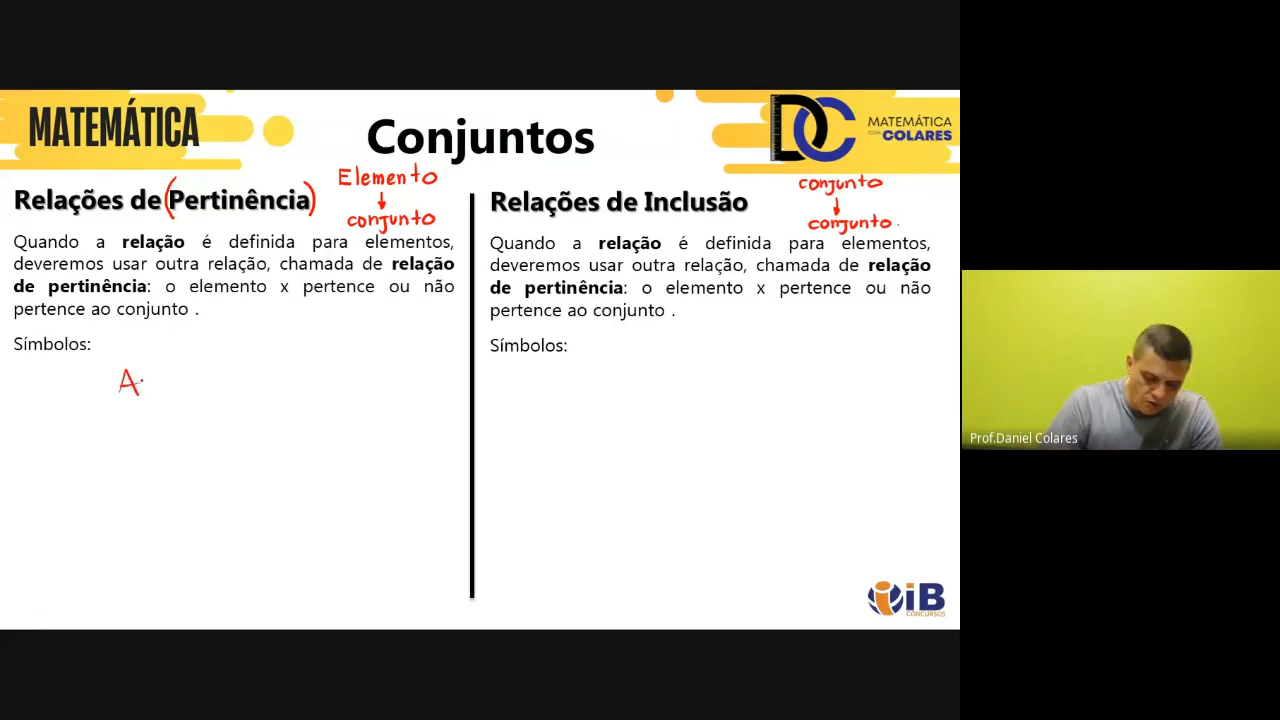 MATEMÁTICA
Conjuntos
DC
MATEMÁTICA
COM
COLARES
Relações de (Pertinência)
Elemento
↓
conjunto
Quando a relação é definida para elementos,
deveremos usar outra relação, chamada de relação
de pertinência: o elemento x pertence ou não
pertence ao conjunto .
Símbolos:
A
Relações de Inclusão
conjunto
↓
conjunto
Quando a relação é definida para elementos,
deveremos usar outra relação, chamada de relação
de pertinência: o elemento x pertence ou não
pertence ao conjunto .
Símbolos:
iB
CONCURSOS
Prof.Daniel Colares